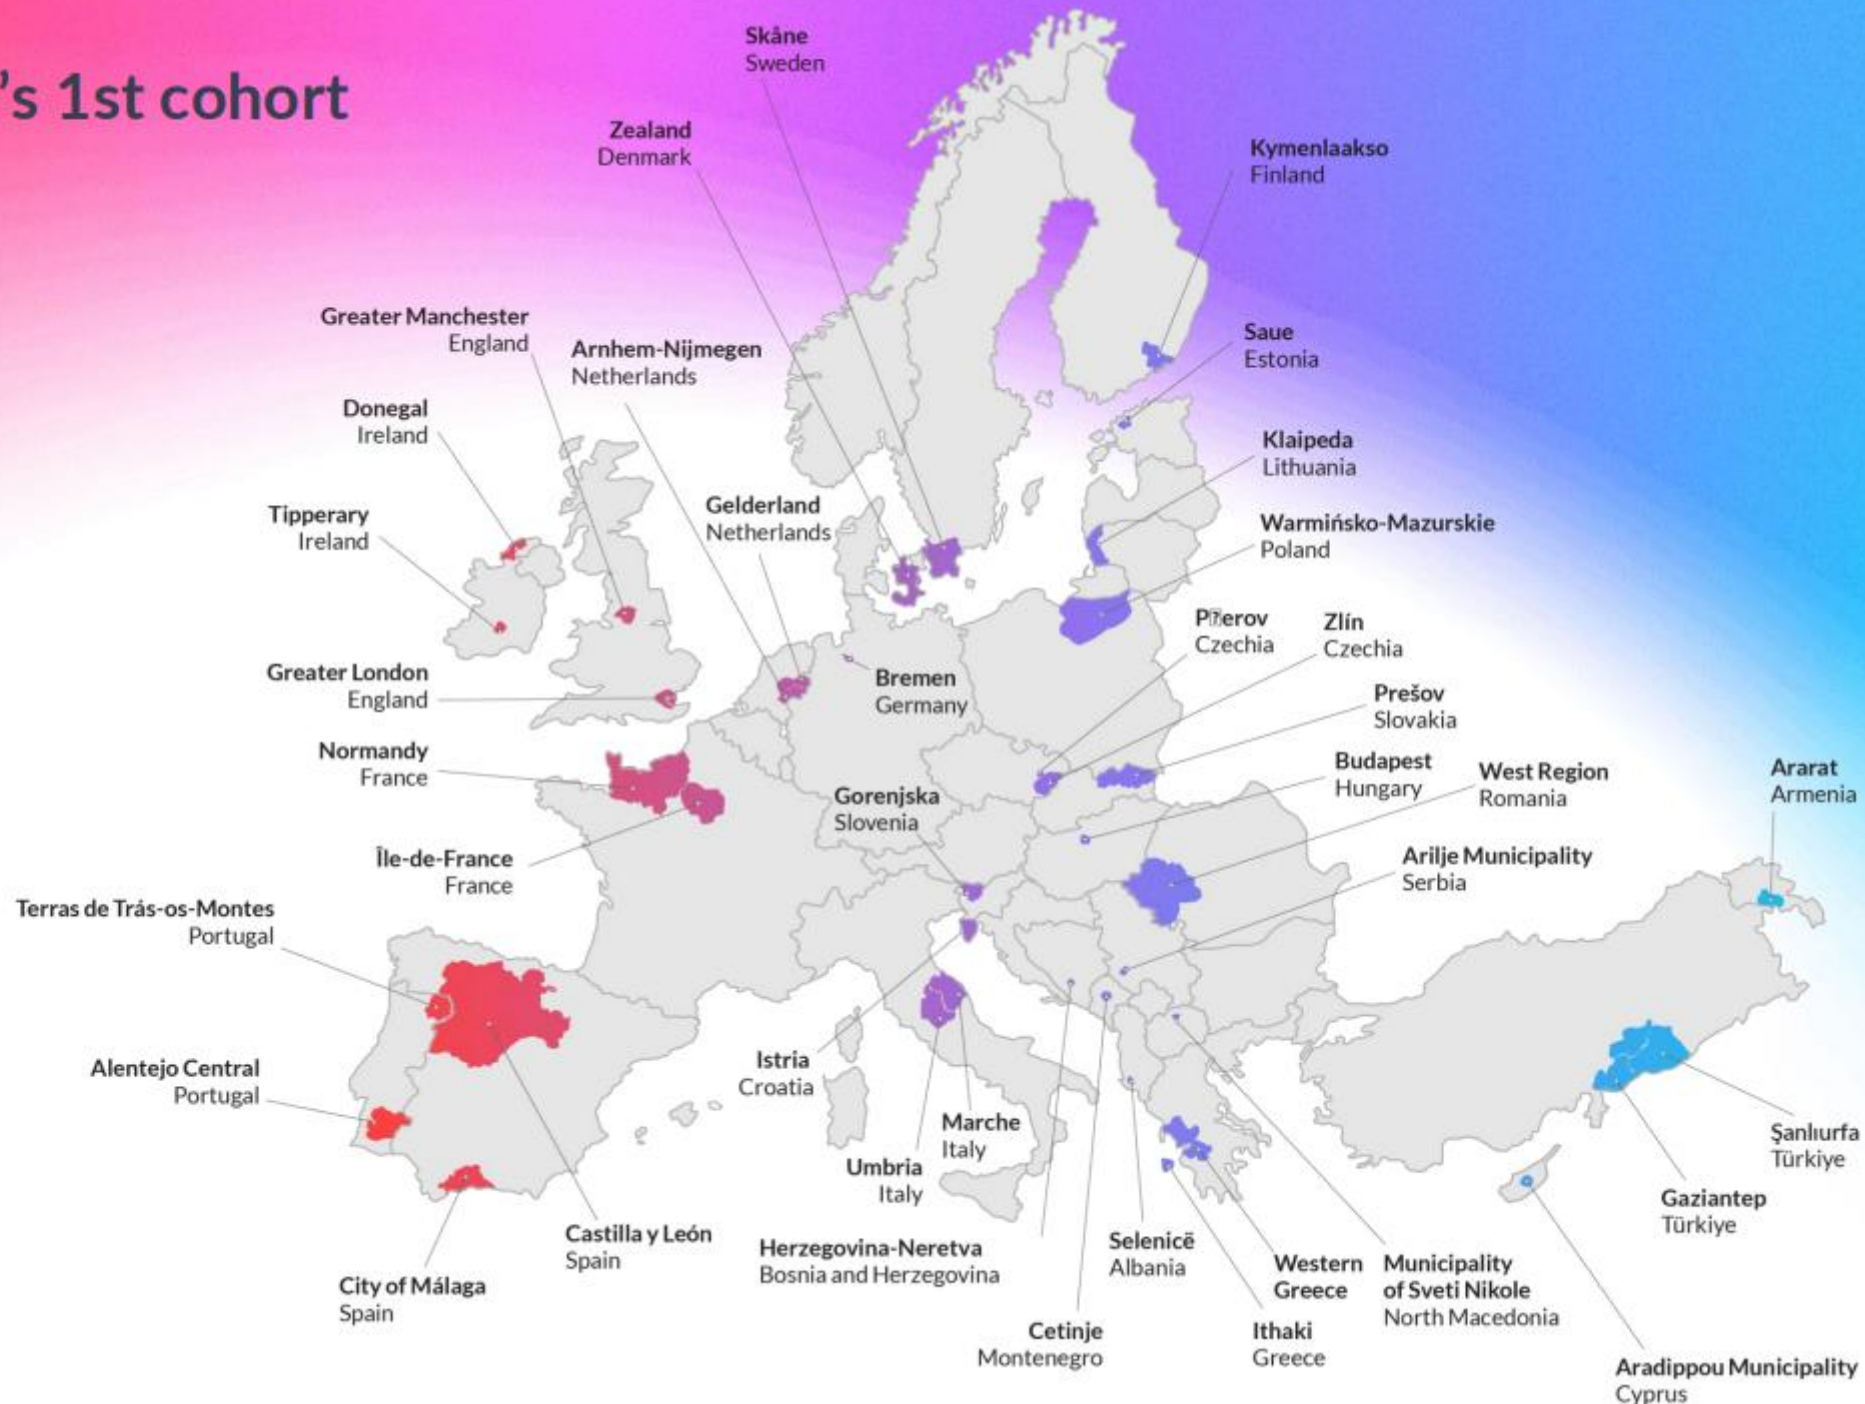 's 1st cohort
Skåne
Sweden
Zealand
Denmark
Kymenlaakso
Finland
Greater Manchester
England
Arnhem-Nijmegen
Netherlands
Saue
Estonia
Donegal
Ireland
Klaipeda
Lithuania
Gelderland
Netherlands
Tipperary
Ireland
Warmińsko-Mazurskie
Poland
P⍰erov
Czechia
Zlín
Czechia
Greater London
England
Bremen
Germany
Prešov
Slovakia
Normandy
France
Budapest
Hungary
West Region
Romania
Ararat
Armenia
Gorenjska
Slovenia
Île-de-France
France
Arilje Municipality
Serbia
Terras de Trás-os-Montes
Portugal
Alentejo Central
Portugal
Istria
Croatia
Marche
Italy
Umbria
Italy
Şanlıurfa
Türkiye
Gaziantep
Türkiye
Castilla y León
Spain
City of Málaga
Spain
Herzegovina-Neretva
Bosnia and Herzegovina
Selenicë
Albania
Western
Greece
Municipality
of Sveti Nikole
North Macedonia
Cetinje
Montenegro
Ithaki
Greece
Aradippou Municipality
Cyprus